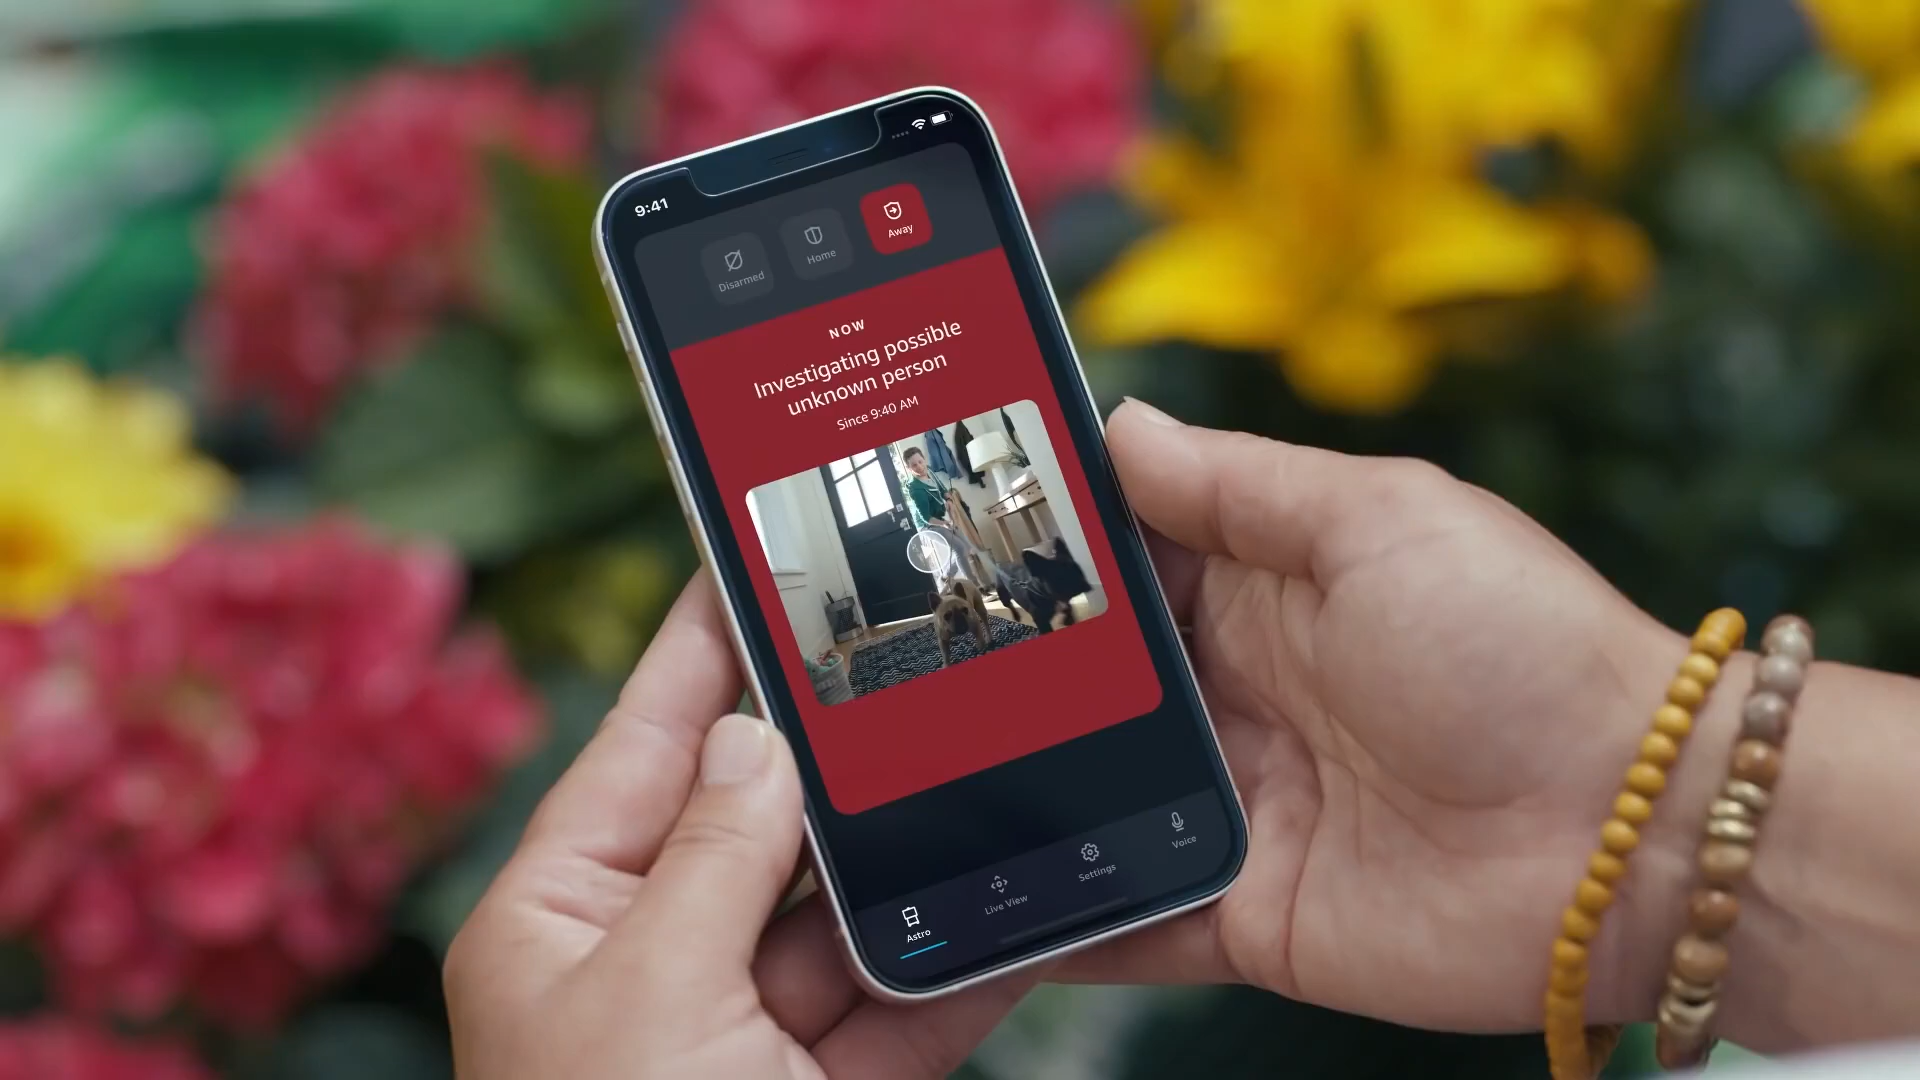 9:41
Disarmed
Home
Away
NOW
Investigating possible
unknown person
Since 9:40 AM
Astro
Live View
Settings
Voice